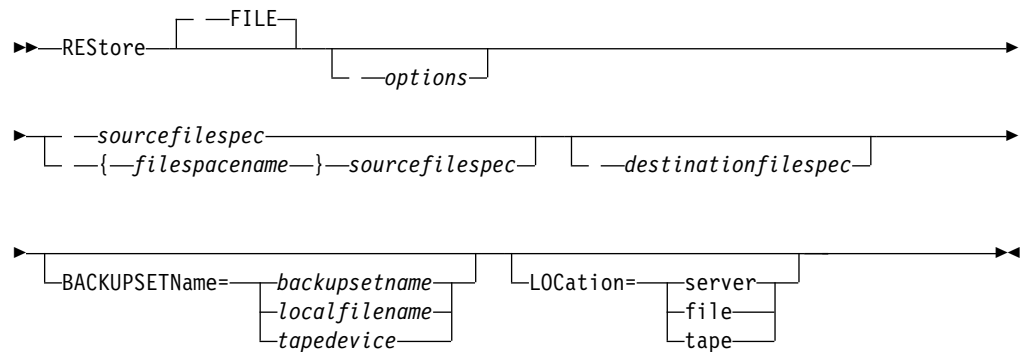 FILE
REStore
options
sourcefilespec
{ filespacename } sourcefilespec
destinationfilespec
BACKUPSETName= backupsetname
localfilename
tapedevice
LOCation= server
file
tape